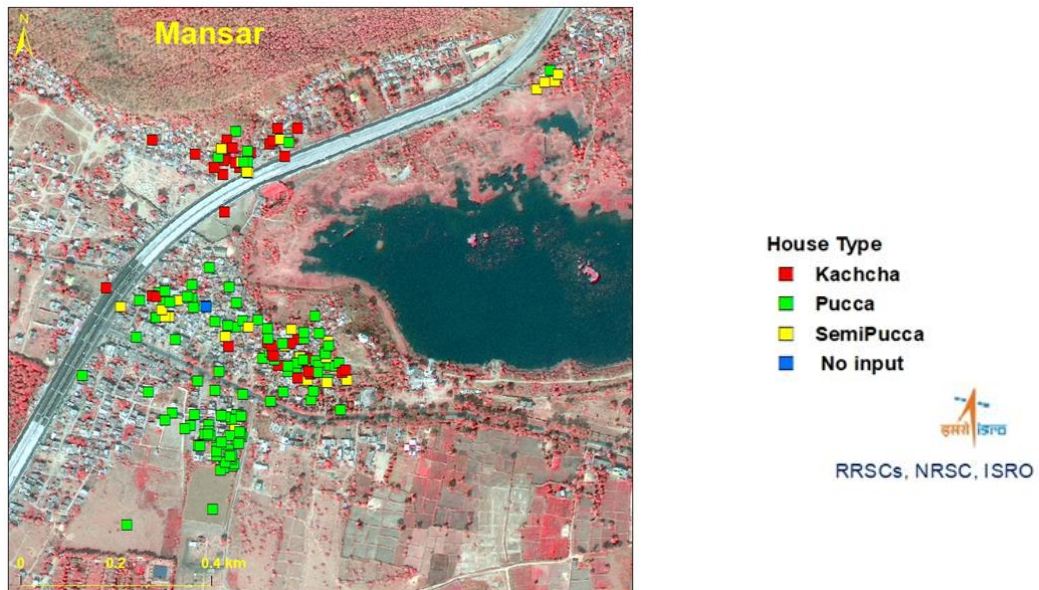 N
Mansar
House Type
Kachcha
Pucca
SemiPucca
No input
इसरो isro
RRSCs, NRSC, ISRO
0 0.2 0.4 km